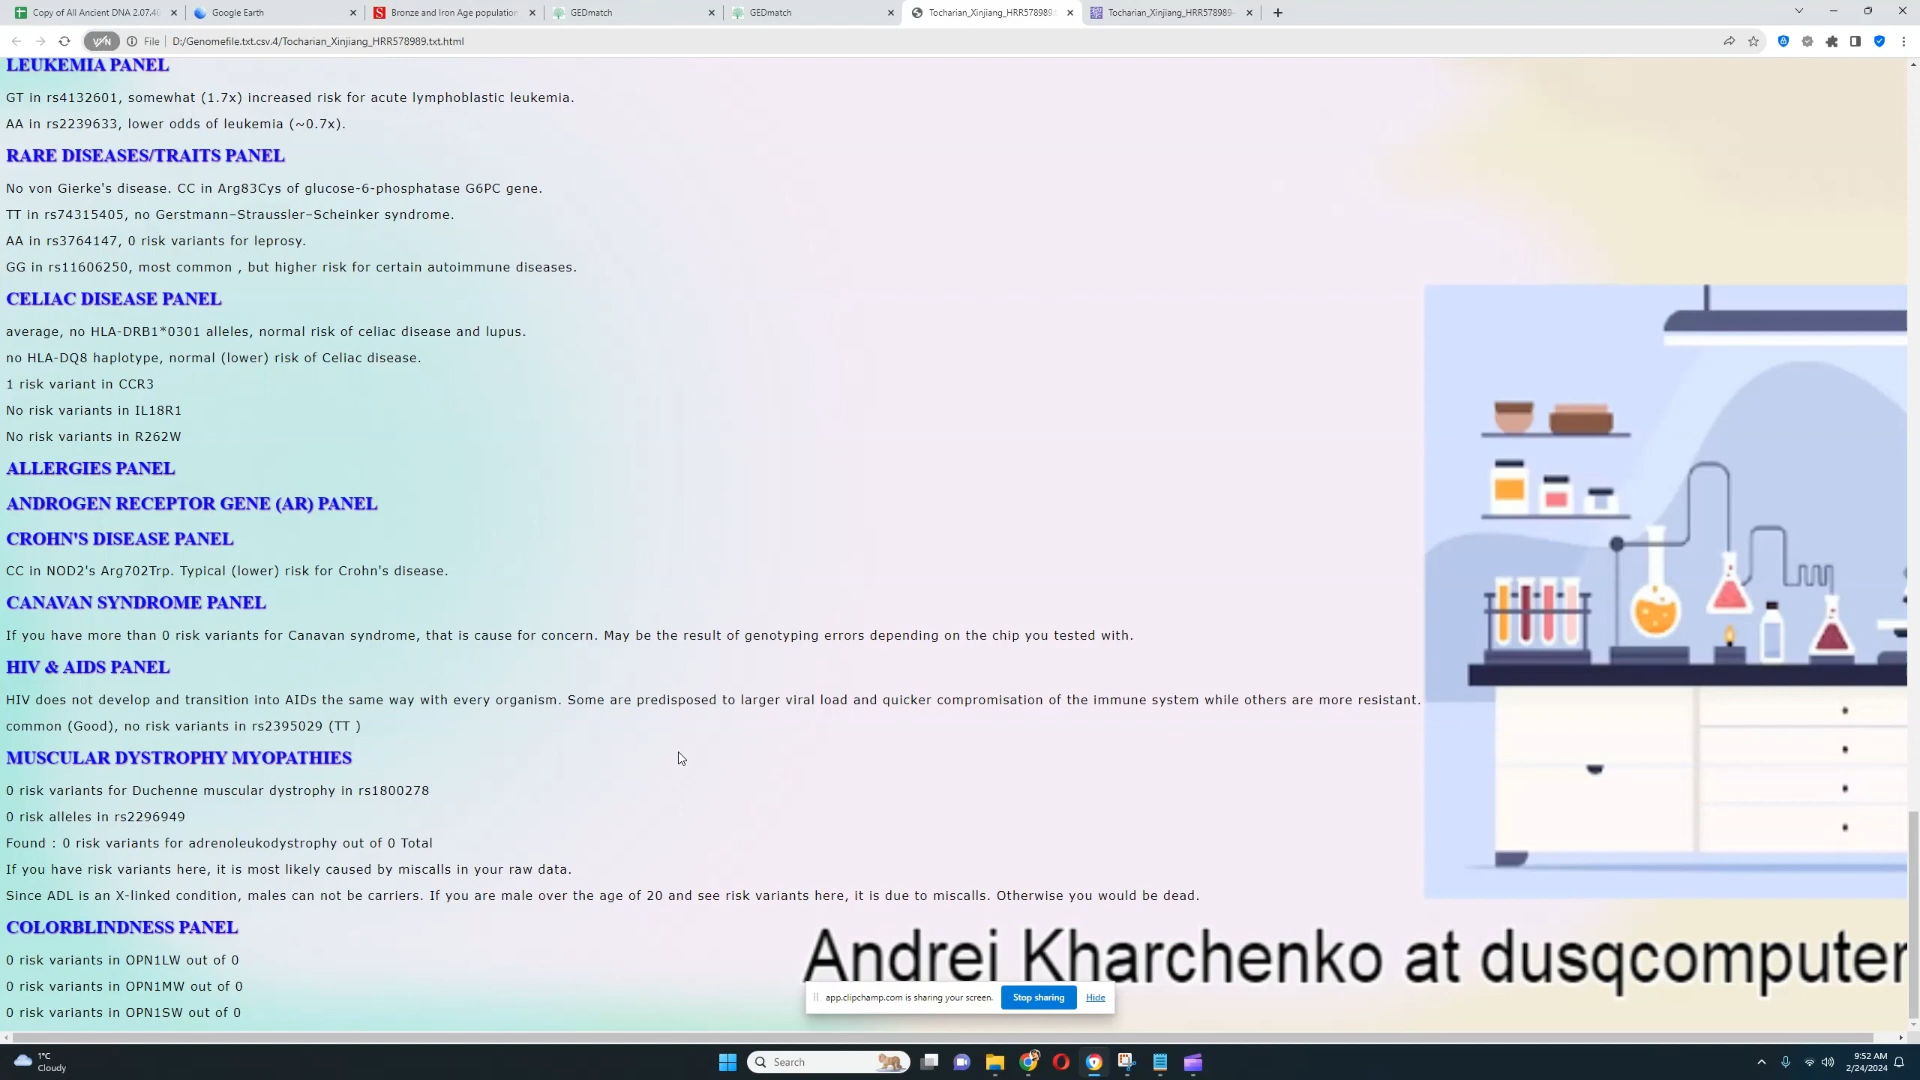 Copy of All Ancient DNA 2.07.4
Google Earth
Bronze and Iron Age population
GEDmatch
GEDmatch
Tocharian_Xinjiang_HRR578989.
Tocharian_Xinjiang_HRR578989
VPN
File
D:/Genomefile.txt.csv.4/Tocharian_Xinjiang_HRR578989.txt.html
LEUKEMIA PANEL
GT in rs4132601, somewhat (1.7x) increased risk for acute lymphoblastic leukemia.
AA in rs2239633, lower odds of leukemia (~0.7x).
RARE DISEASES/TRAITS PANEL
No von Gierke's disease. CC in Arg83Cys of glucose-6-phosphatase G6PC gene.
TT in rs74315405, no Gerstmann–Straussler–Scheinker syndrome.
AA in rs3764147, 0 risk variants for leprosy.
GG in rs11606250, most common , but higher risk for certain autoimmune diseases.
CELIAC DISEASE PANEL
average, no HLA-DRB1*0301 alleles, normal risk of celiac disease and lupus.
no HLA-DQ8 haplotype, normal (lower) risk of Celiac disease.
1 risk variant in CCR3
No risk variants in IL18R1
No risk variants in R262W
ALLERGIES PANEL
ANDROGEN RECEPTOR GENE (AR) PANEL
CROHN'S DISEASE PANEL
CC in NOD2's Arg702Trp. Typical (lower) risk for Crohn's disease.
CANAVAN SYNDROME PANEL
If you have more than 0 risk variants for Canavan syndrome, that is cause for concern. May be the result of genotyping errors depending on the chip you tested with.
HIV & AIDS PANEL
HIV does not develop and transition into AIDs the same way with every organism. Some are predisposed to larger viral load and quicker compromisation of the immune system while others are more resistant.
common (Good), no risk variants in rs2395029 (TT )
MUSCULAR DYSTROPHY MYOPATHIES
0 risk variants for Duchenne muscular dystrophy in rs1800278
0 risk alleles in rs2296949
Found : 0 risk variants for adrenoleukodystrophy out of 0 Total
If you have risk variants here, it is most likely caused by miscalls in your raw data.
Since ADL is an X-linked condition, males can not be carriers. If you are male over the age of 20 and see risk variants here, it is due to miscalls. Otherwise you would be dead.
COLORBLINDNESS PANEL
0 risk variants in OPN1LW out of 0
0 risk variants in OPN1MW out of 0
0 risk variants in OPN1SW out of 0
Andrei Kharchenko at dusqcomputer
app.clipchamp.com is sharing your screen.
Stop sharing
Hide
1°C
Cloudy
Search
9:52 AM
2/24/2024